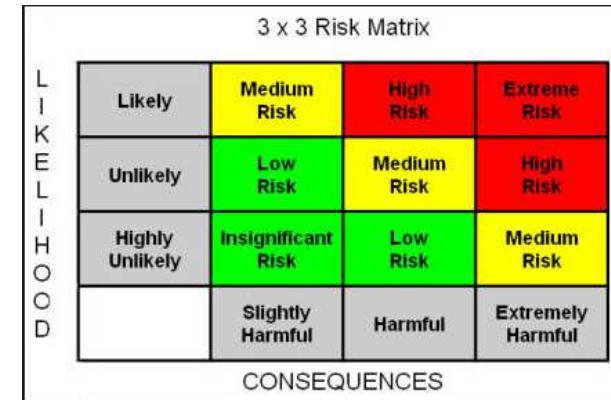 3 x 3 Risk Matrix
LIKELIHOOD
Likely
Medium
Risk
High
Risk
Extreme
Risk
Unlikely
Low
Risk
Medium
Risk
High
Risk
Highly
Unlikely
Insignificant
Risk
Low
Risk
Medium
Risk
Slightly
Harmful
Harmful
Extremely
Harmful
CONSEQUENCES